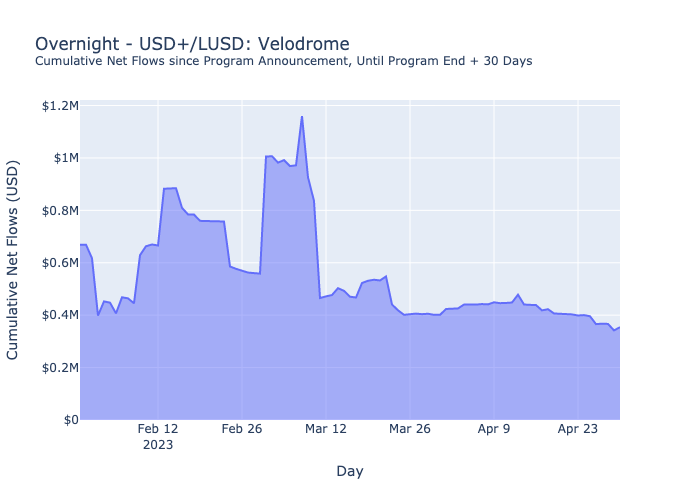 Overnight - USD+/LUSD: Velodrome
Cumulative Net Flows since Program Announcement, Until Program End + 30 Days
Cumulative Net Flows (USD)
$1.2M
$1M
$0.8M
$0.6M
$0.4M
$0.2M
$0
Feb 12 Feb 26 Mar 12 Mar 26 Apr 9 Apr 23
2023
Day